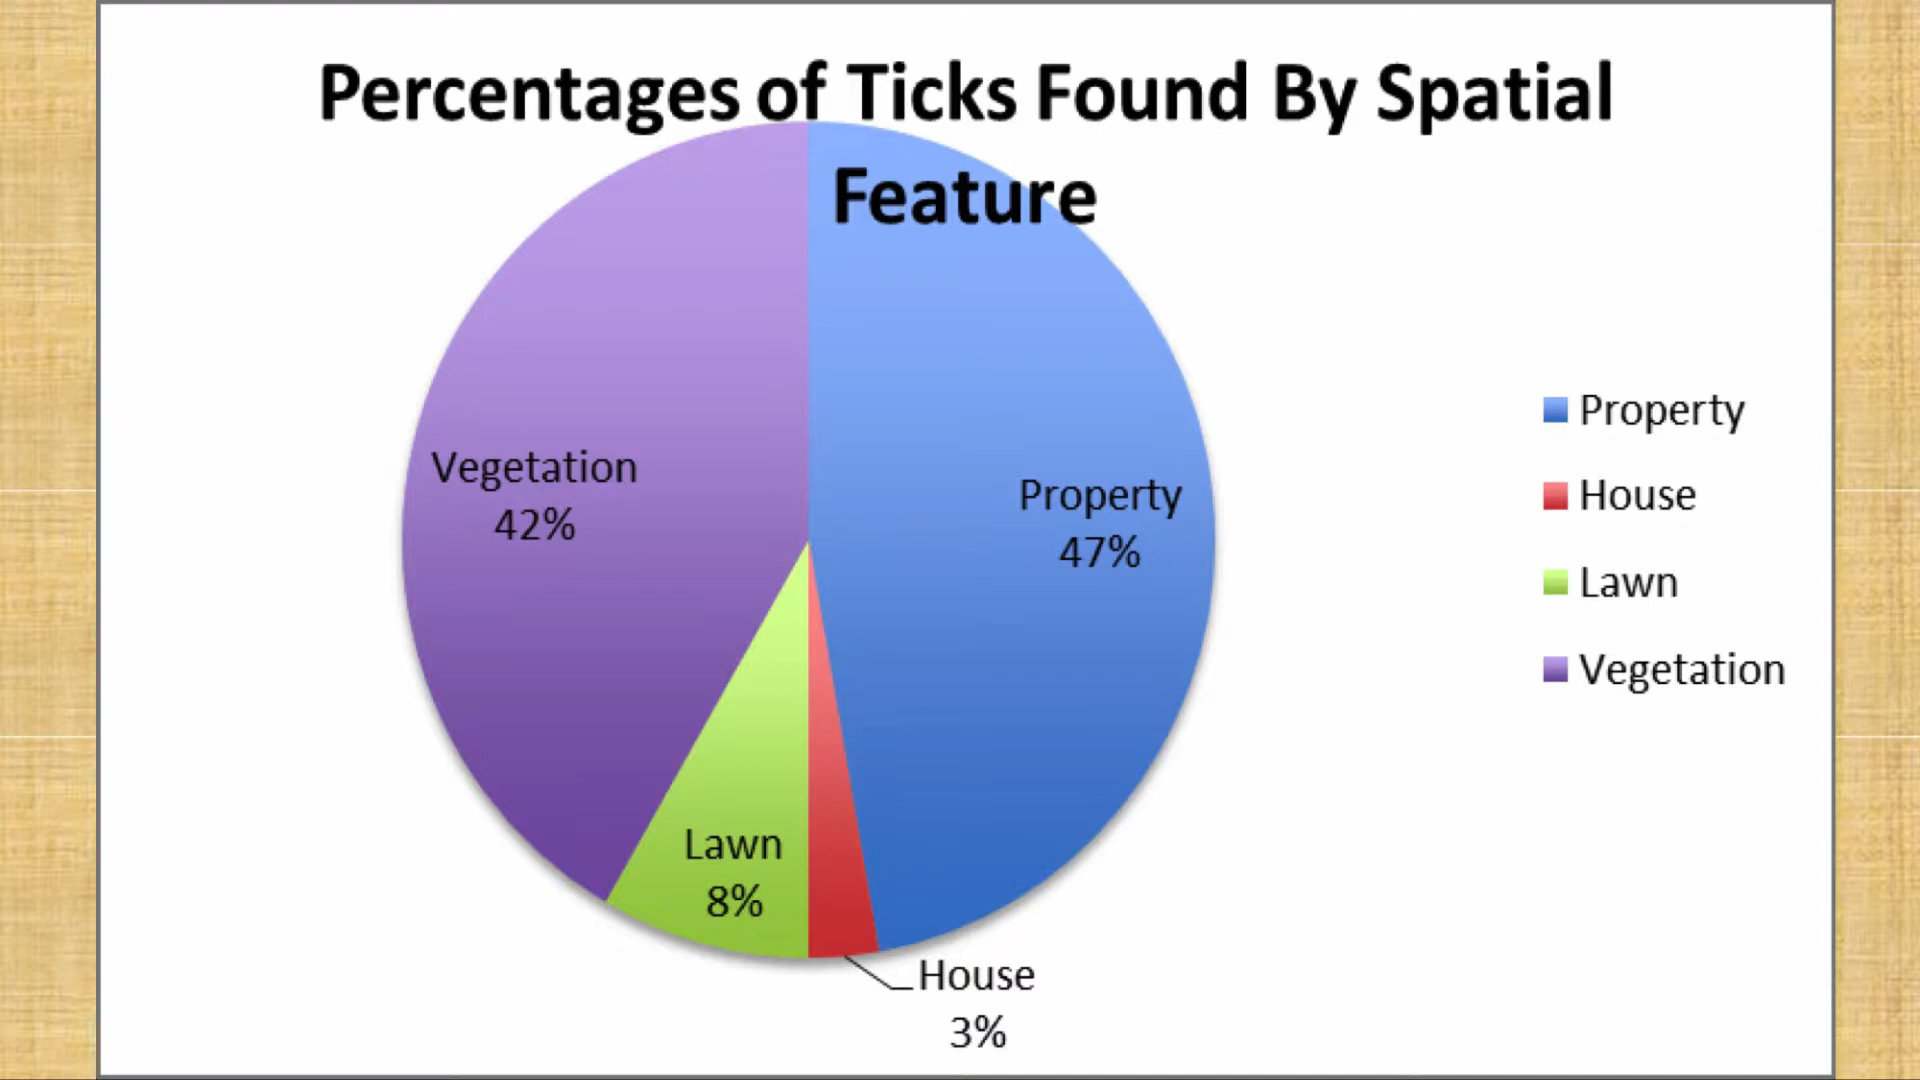 Percentages of Ticks Found By Spatial
Feature
Vegetation
42%
Property
47%
Lawn
8%
House
3%
Property
House
Lawn
Vegetation